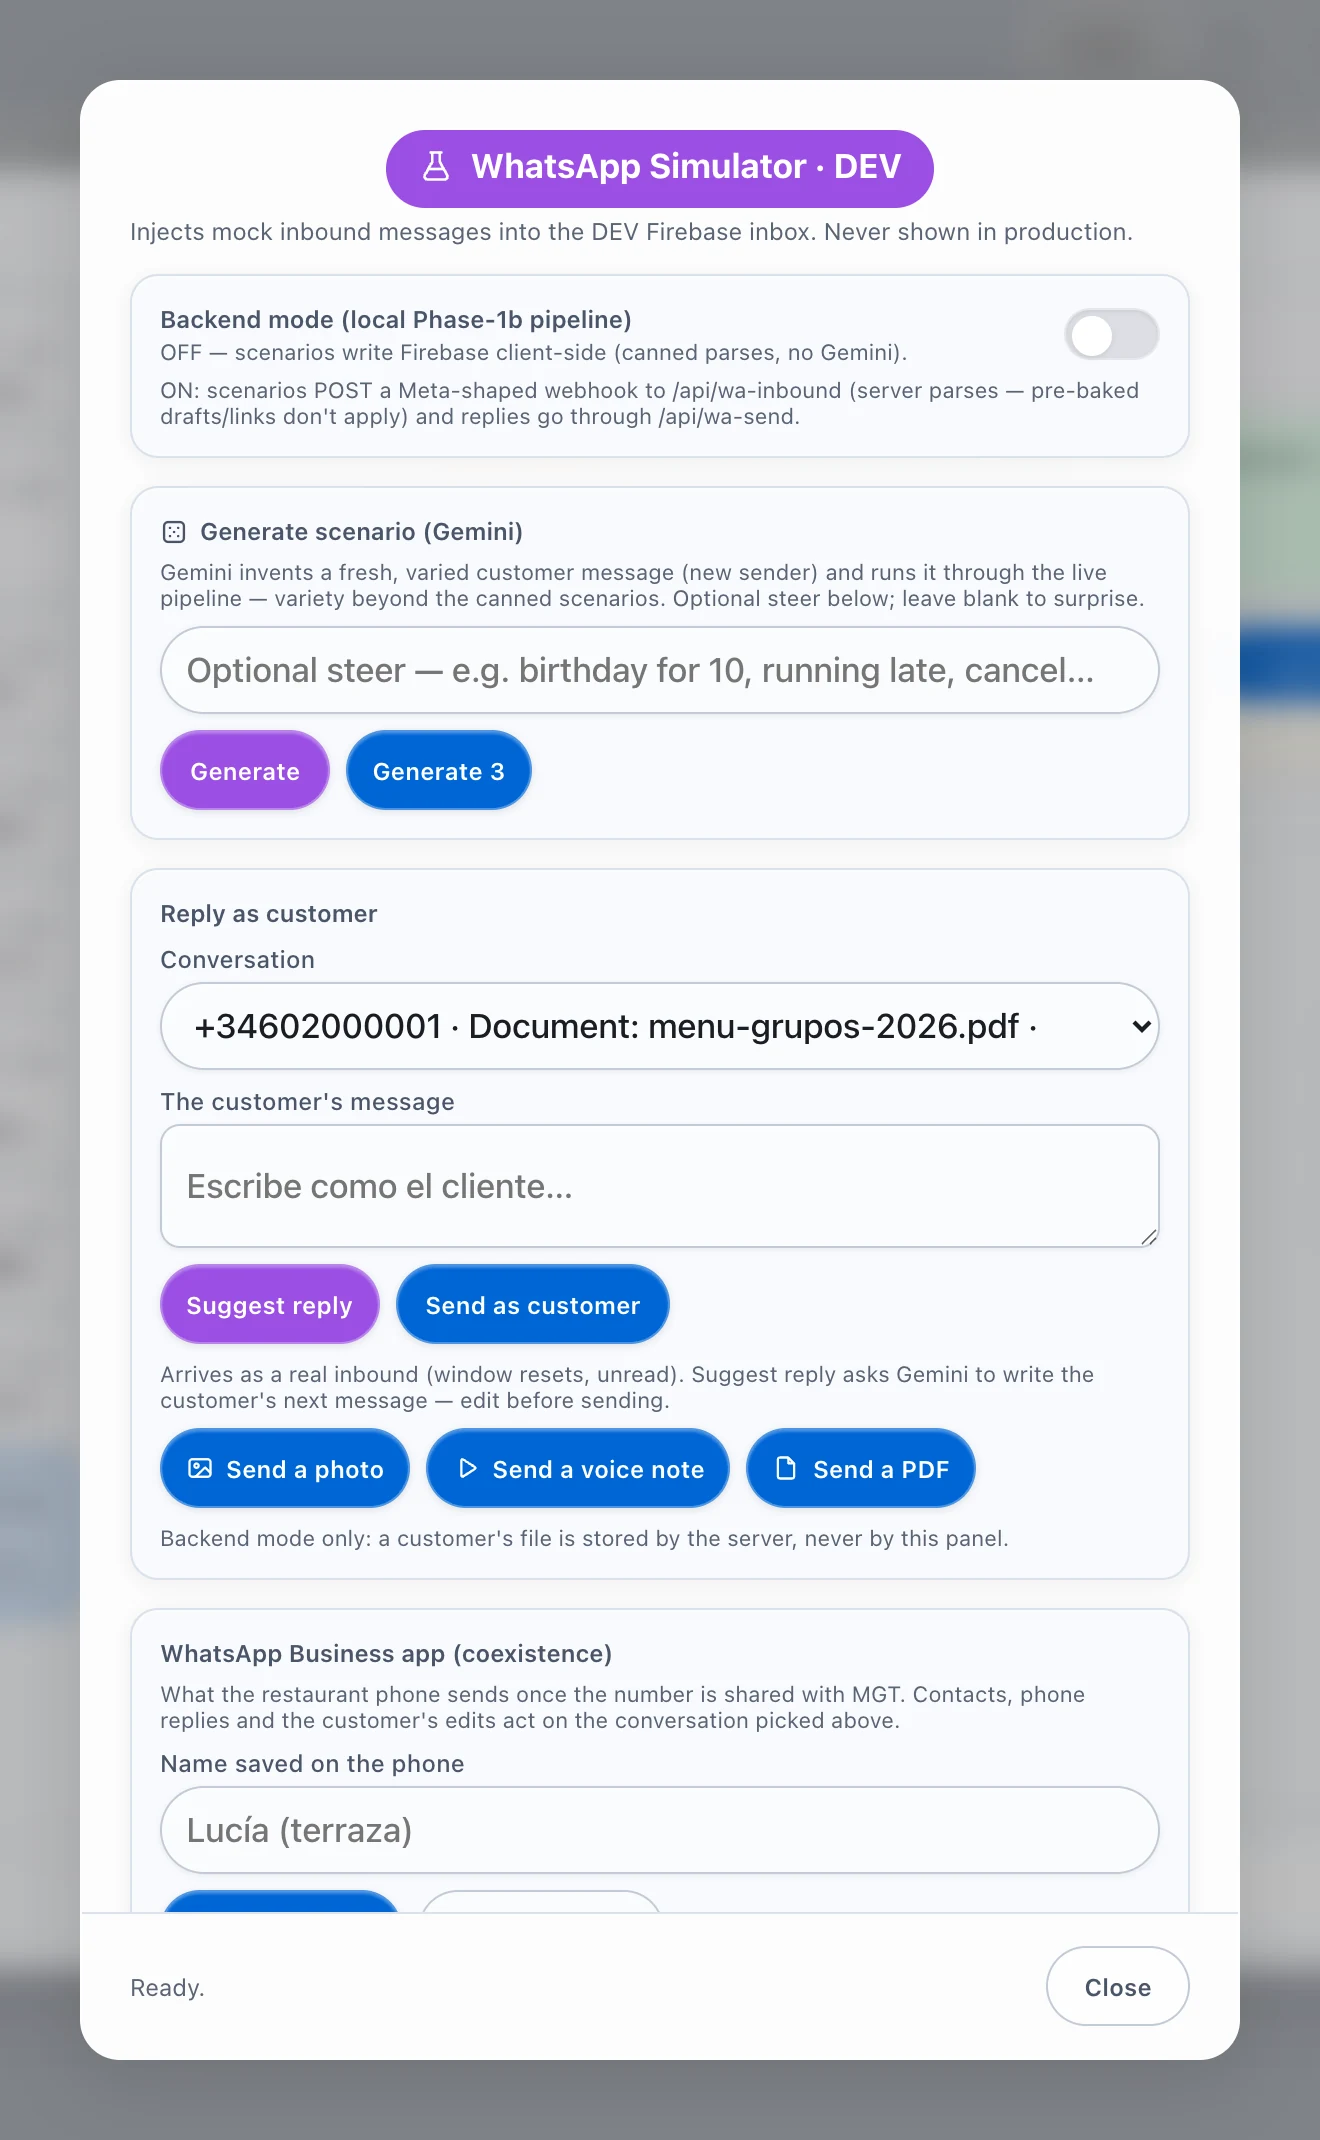 WhatsApp Simulator · DEV
Injects mock inbound messages into the DEV Firebase inbox. Never shown in production.
Backend mode (local Phase-1b pipeline)
OFF — scenarios write Firebase client-side (canned parses, no Gemini).
ON: scenarios POST a Meta-shaped webhook to /api/wa-inbound (server parses — pre-baked
drafts/links don't apply) and replies go through /api/wa-send.
Generate scenario (Gemini)
Gemini invents a fresh, varied customer message (new sender) and runs it through the live
pipeline — variety beyond the canned scenarios. Optional steer below; leave blank to surprise.
Optional steer — e.g. birthday for 10, running late, cancel...
Generate
Generate 3
Reply as customer
Conversation
+34602000001 · Document: menu-grupos-2026.pdf ·
The customer's message
Escribe como el cliente...
Suggest reply
Send as customer
Arrives as a real inbound (window resets, unread). Suggest reply asks Gemini to write the
customer's next message — edit before sending.
Send a photo
Send a voice note
Send a PDF
Backend mode only: a customer's file is stored by the server, never by this panel.
WhatsApp Business app (coexistence)
What the restaurant phone sends once the number is shared with MGT. Contacts, phone
replies and the customer's edits act on the conversation picked above.
Name saved on the phone
Lucía (terraza)
Ready.
Close